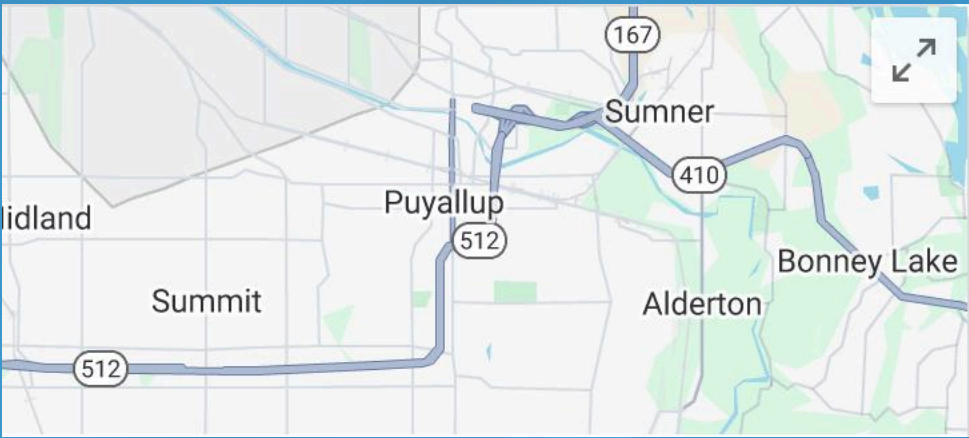 167
Sumner
410
Puyallup
idland
512
Bonney Lake
Summit
Alderton
512